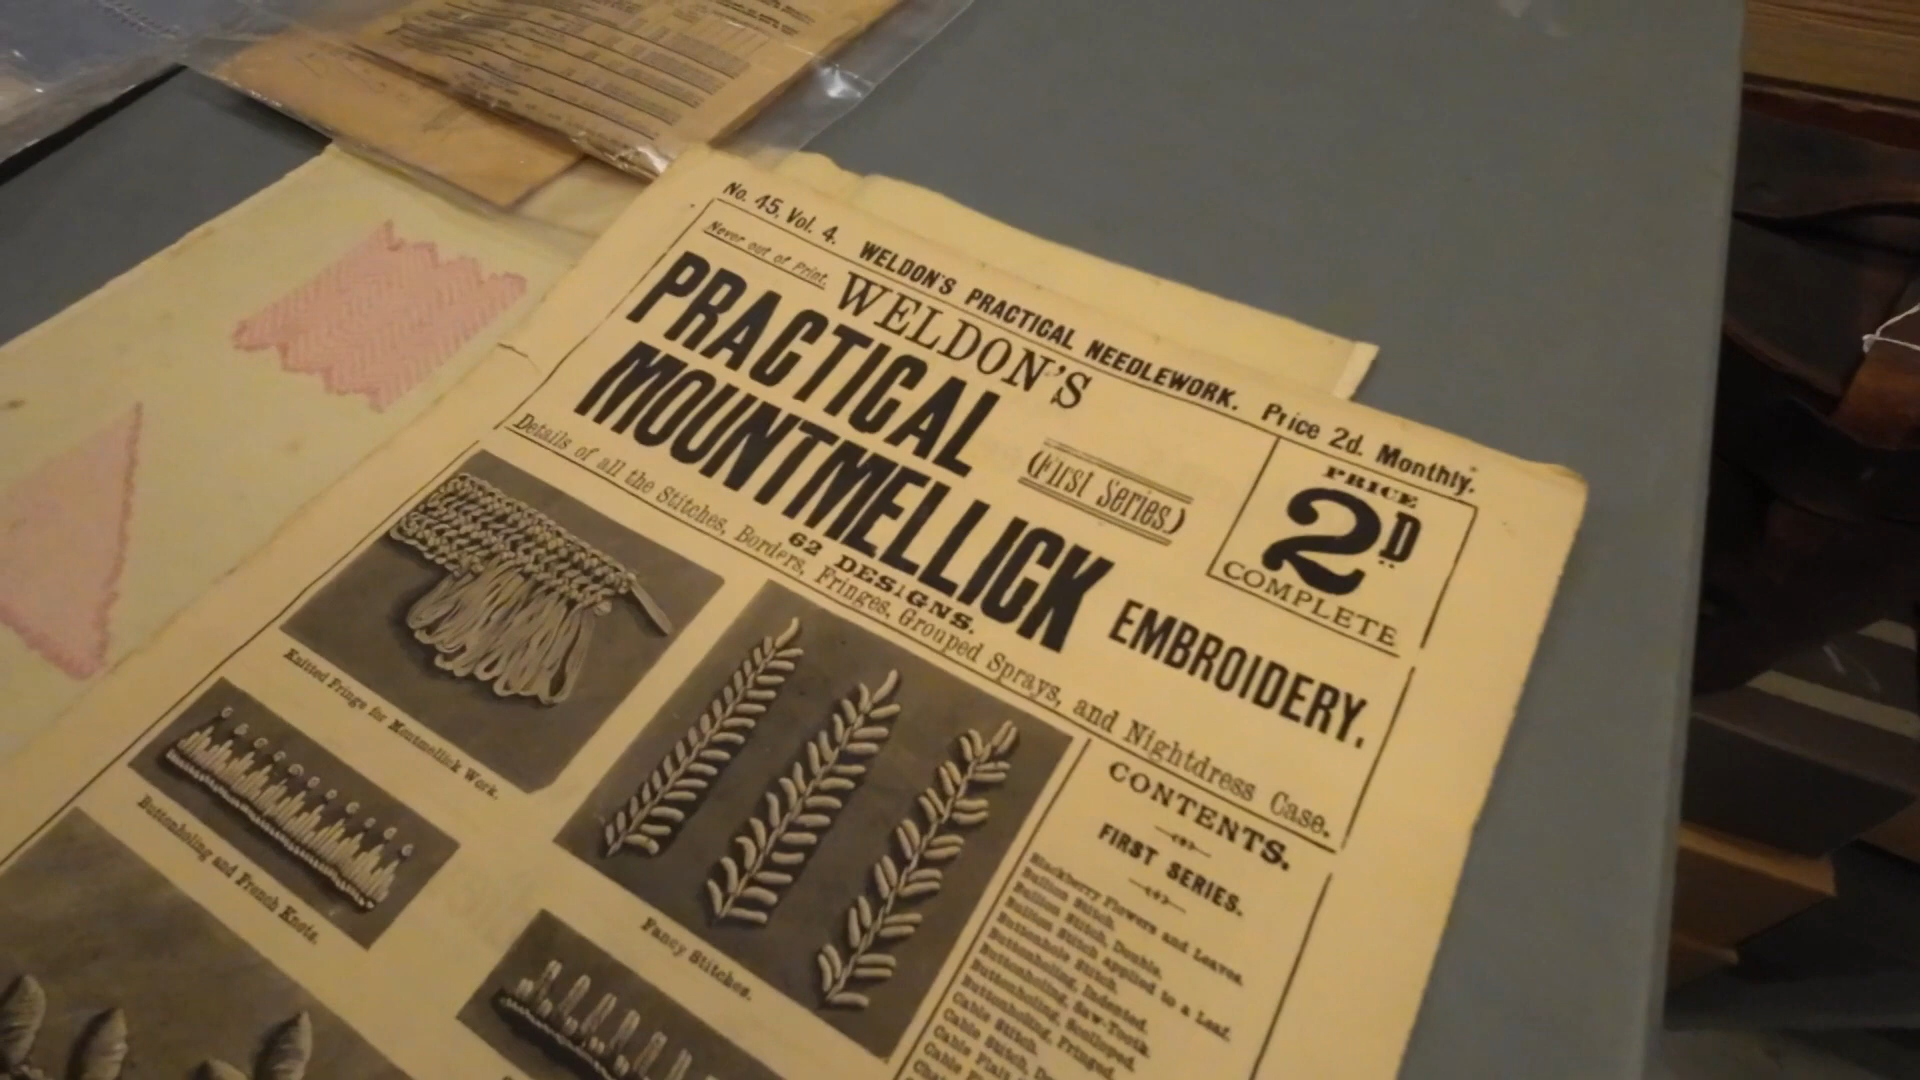 No. 45, Vol. 4. WELDON'S PRACTICAL NEEDLEWORK. Price 2d. Monthly.
Never out of Print.
WELDON'S
PRACTICAL
MOUNTMELLICK
(First Series.)
EMBROIDERY.
PRICE
2D
COMPLETE
62 DESIGNS.
Details of all the Stitches, Borders, Fringes, Grouped Sprays, and Nightdress Case.
Knitted Fringe for Mountmellick Work.
Buttonholing and French Knots.
Fancy Stitches.
CONTENTS.
FIRST SERIES.
Blackberry Flowers and Leaves.
Bullion Stitch.
Bullion Stitch, Double.
Bullion Stitch applied to a Leaf.
Buttonhole Stitch.
Buttonholing, Indented.
Buttonholing, Saw-Tooth.
Buttonholing, Scolloped.
Buttonholing, Fringed.
Cable Stitch.
Cable Stitch,
Cable Plait